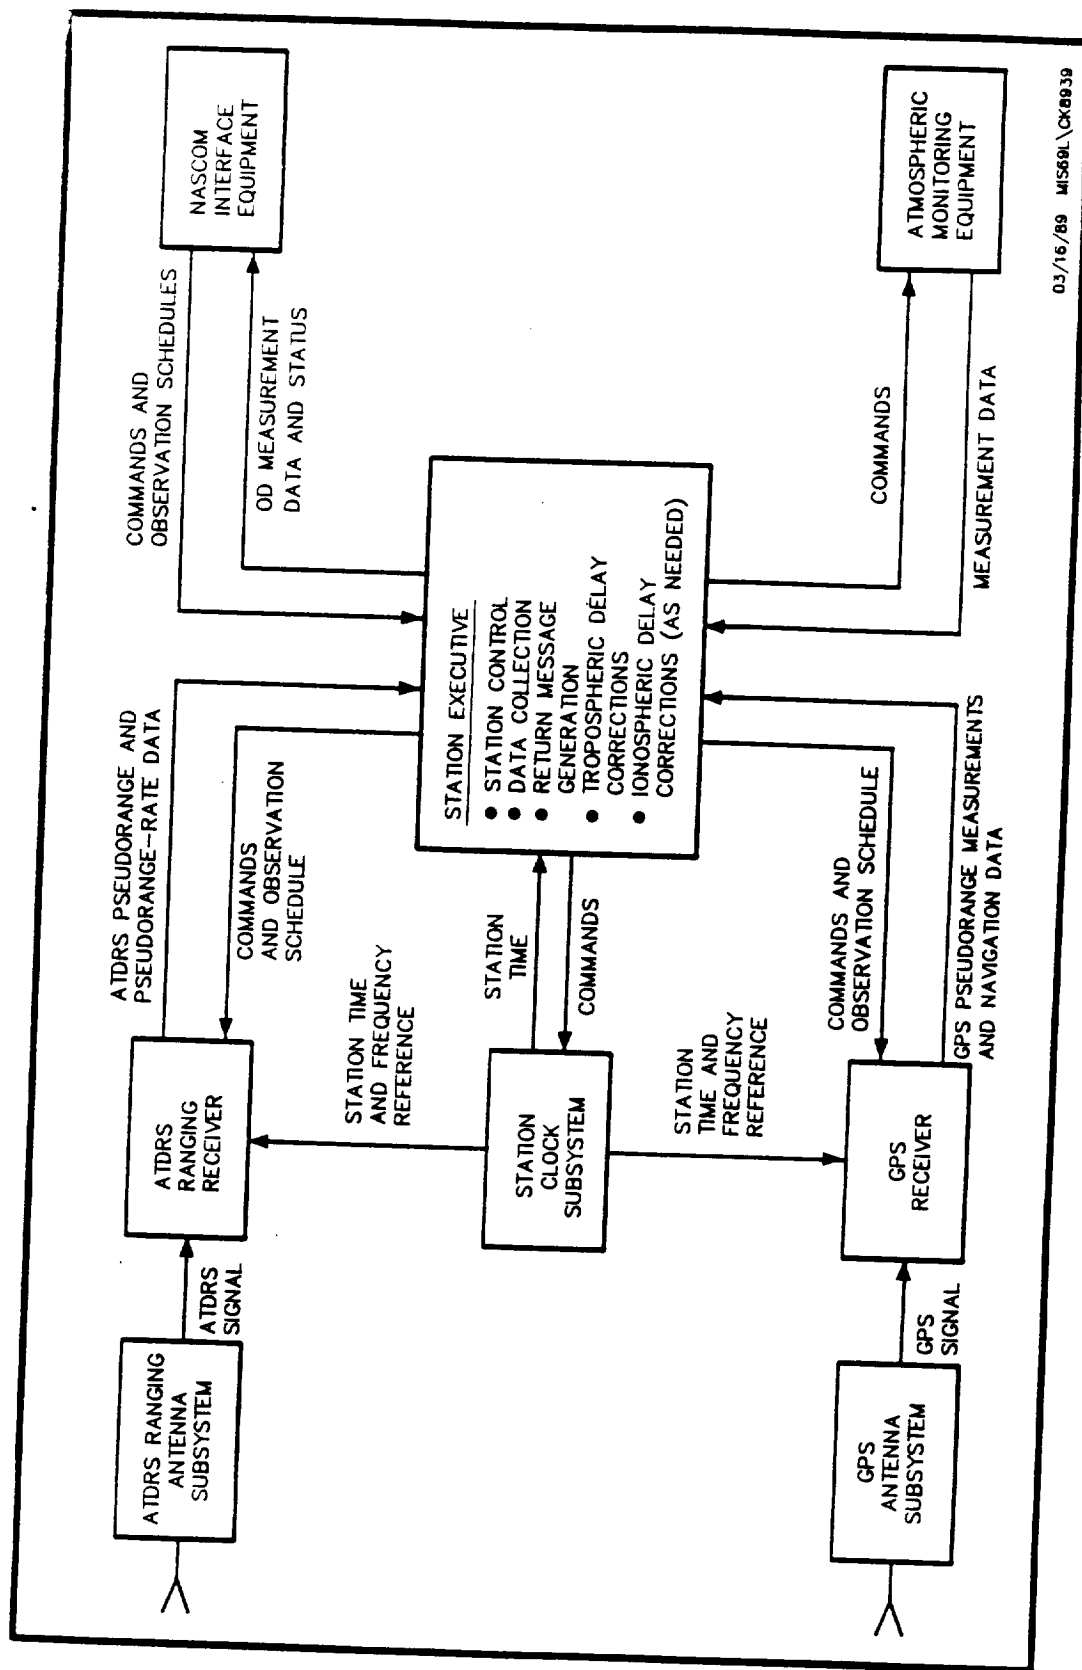 ATDRS RANGING
ANTENNA
SUBSYSTEM
ATDRS
SIGNAL
ATDRS
RANGING
RECEIVER
ATDRS PSEUDORANGE AND
PSEUDORANGE-RATE DATA
COMMANDS
AND OBSERVATION
SCHEDULE
COMMANDS AND
OBSERVATION SCHEDULES
OD MEASUREMENT
DATA AND STATUS
NASCOM
INTERFACE
EQUIPMENT
STATION TIME
AND FREQUENCY
REFERENCE
STATION
CLOCK
SUBSYSTEM
STATION
TIME
COMMANDS
STATION EXECUTIVE
● STATION CONTROL
● DATA COLLECTION
● RETURN MESSAGE
GENERATION
● TROPOSPHERIC DELAY
CORRECTIONS
● IONOSPHERIC DELAY
CORRECTIONS (AS NEEDED)
STATION
TIME AND
FREQUENCY
REFERENCE
GPS
ANTENNA
SUBSYSTEM
GPS
SIGNAL
GPS
RECEIVER
COMMANDS AND
OBSERVATION SCHEDULE
GPS PSEUDORANGE MEASUREMENTS
AND NAVIGATION DATA
COMMANDS
MEASUREMENT DATA
ATMOSPHERIC
MONITORING
EQUIPMENT
03/16/89 MIS69L\CK8939